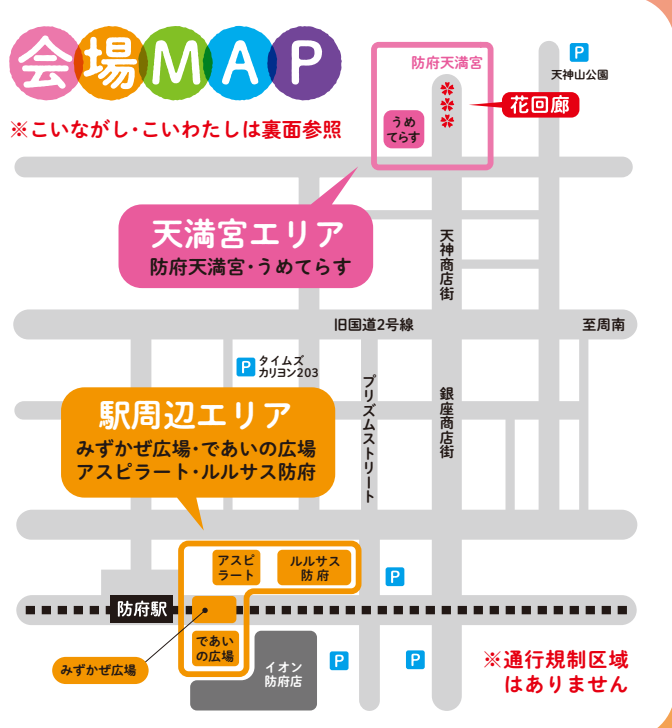 会場MAP
※こいながし・こいわたしは裏面参照
防府天満宮
P
天神山公園
花回廊
うめ
てらす
天満宮エリア
防府天満宮・うめてらす
天神商店街
旧国道2号線
至周南
P
タイムズ
カリヨン203
プリズムストリート
銀座商店街
駅周辺エリア
みずかぜ広場・であいの広場
アスピラート・ルルサス防府
アスピ
ラート
ルルサス
防府
P
防府駅
であい
の広場
みずかぜ広場
イオン
防府店
P
P
※通行規制区域
はありません